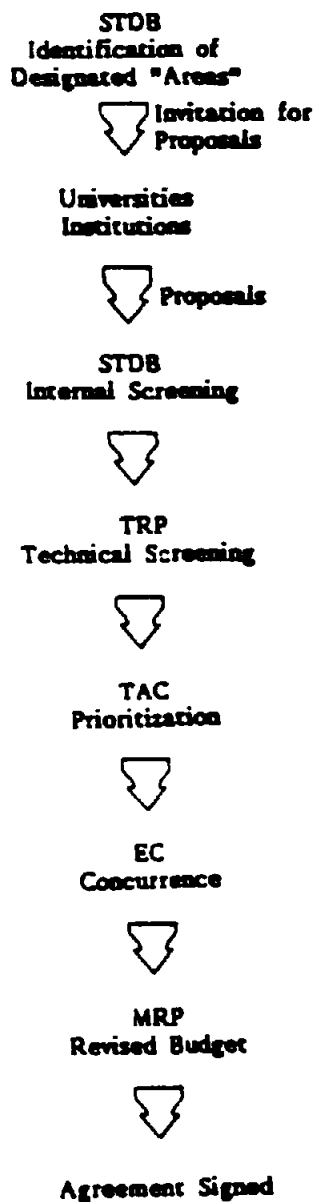 STDB
Identification of
Designated "Areas"
Invitation for
Proposals
Universities
Institutions
Proposals
STDB
Internal Screening
TRP
Technical Screening
TAC
Prioritization
EC
Concurrence
MRP
Revised Budget
Agreement Signed